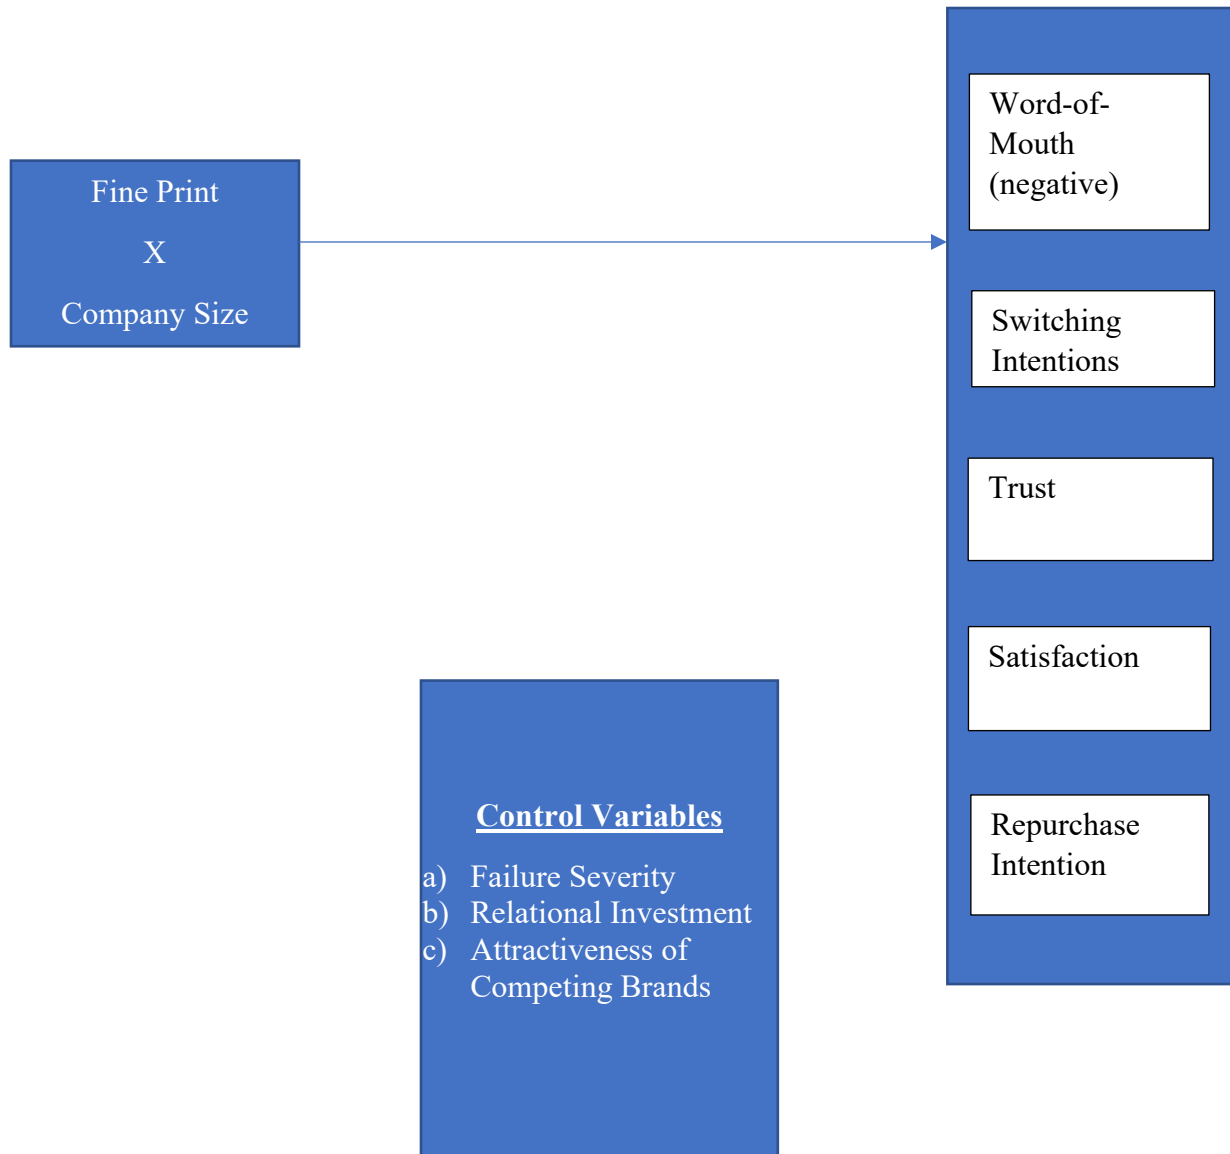 Fine Print
X
Company Size
Word-of-
Mouth
(negative)
Switching
Intentions
Trust
Satisfaction
Repurchase
Intention
Control Variables
a) Failure Severity
b) Relational Investment
c) Attractiveness of
Competing Brands